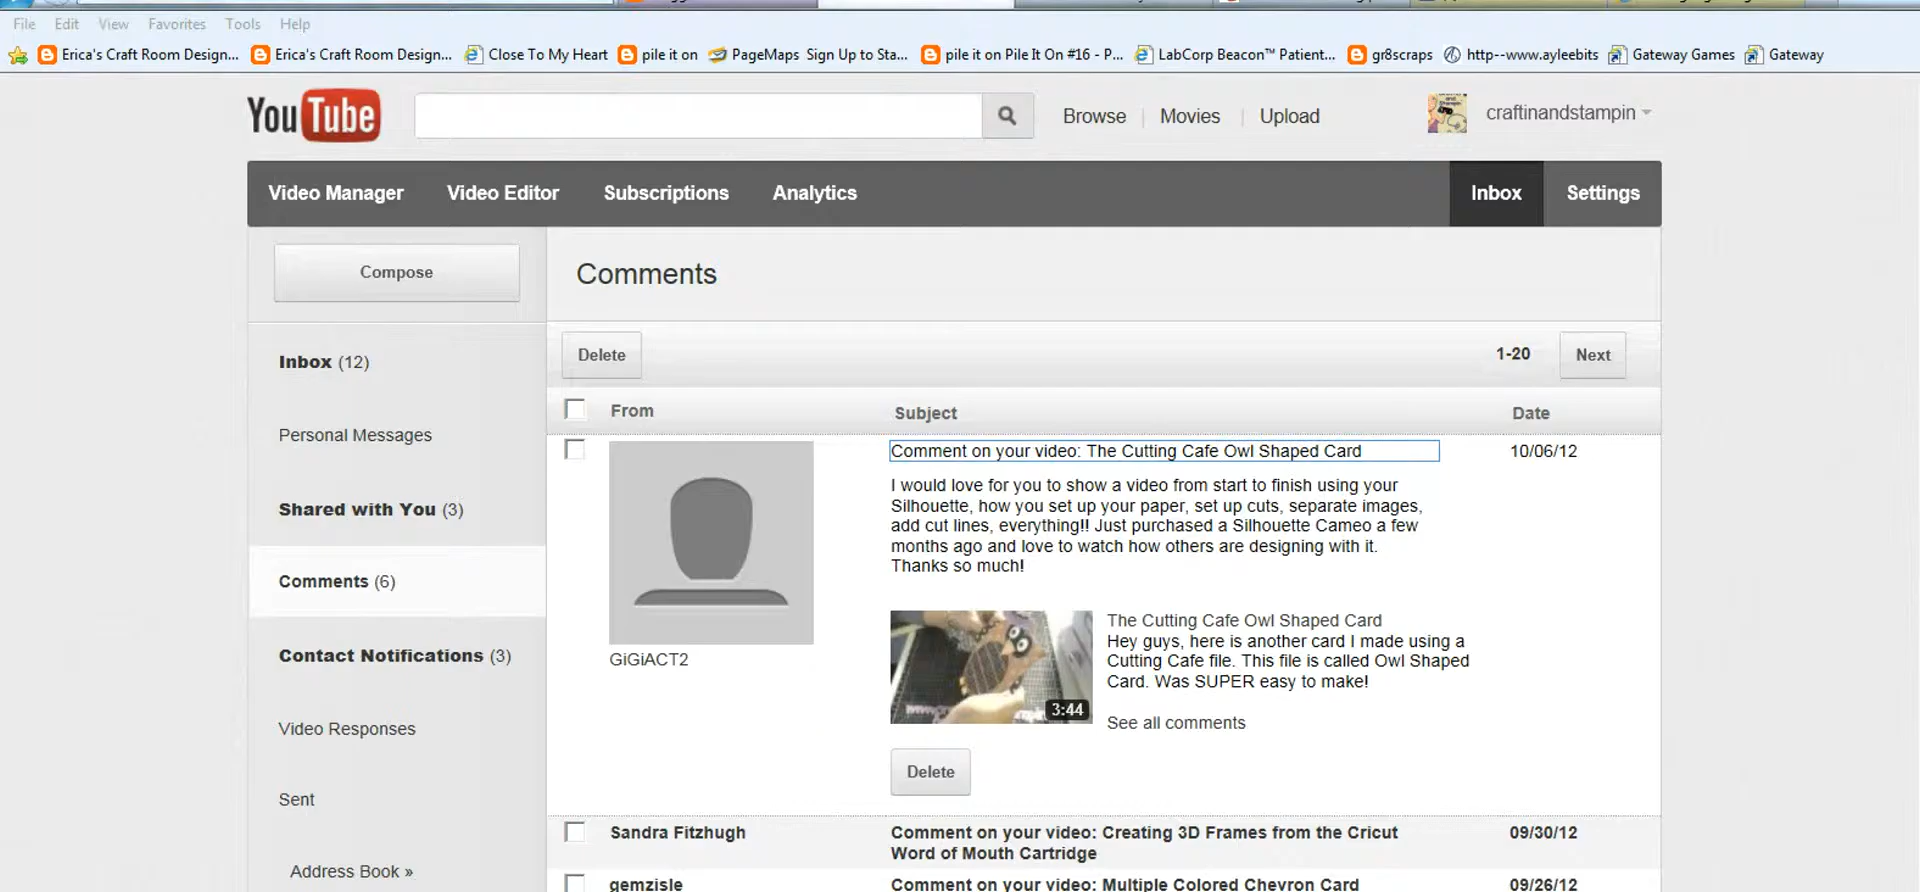 File Edit View Favorites Tools Help
Erica's Craft Room Design... Erica's Craft Room Design... Close To My Heart pile it on PageMaps Sign Up to Sta... pile it on Pile It On #16 - P... LabCorp Beacon™ Patient... gr8scraps http--www.ayleebits Gateway Games Gateway
YouTube Browse Movies Upload craftinandstampin
Video Manager Video Editor Subscriptions Analytics Inbox Settings
Compose
Comments
Inbox (12)
Personal Messages
Shared with You (3)
Comments (6)
Contact Notifications (3)
Video Responses
Sent
Address Book »
Delete 1-20 Next
From Subject Date
GiGiACT2
Comment on your video: The Cutting Cafe Owl Shaped Card 10/06/12
I would love for you to show a video from start to finish using your
Silhouette, how you set up your paper, set up cuts, separate images,
add cut lines, everything!! Just purchased a Silhouette Cameo a few
months ago and love to watch how others are designing with it.
Thanks so much!
3:44
The Cutting Cafe Owl Shaped Card
Hey guys, here is another card I made using a
Cutting Cafe file. This file is called Owl Shaped
Card. Was SUPER easy to make!
See all comments
Delete
Sandra Fitzhugh Comment on your video: Creating 3D Frames from the Cricut 09/30/12
Word of Mouth Cartridge
gemzisle Comment on your video: Multiple Colored Chevron Card 09/26/12